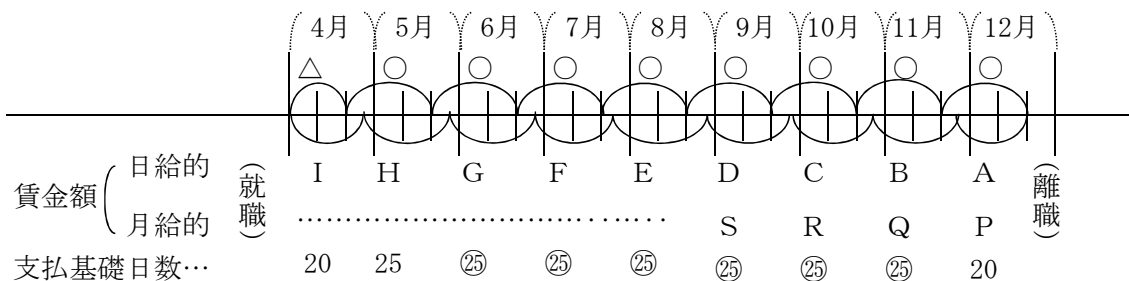 4月 5月 6月 7月 8月 9月 10月 11月 12月
△ ○ ○ ○ ○ ○ ○ ○ ○
賃金額 日給的 (就職) I H G F E D C B A (離職)
月給的 ………………………………… S R Q P
支払基礎日数… 20 25 ㉕ ㉕ ㉕ ㉕ ㉕ ㉕ 20